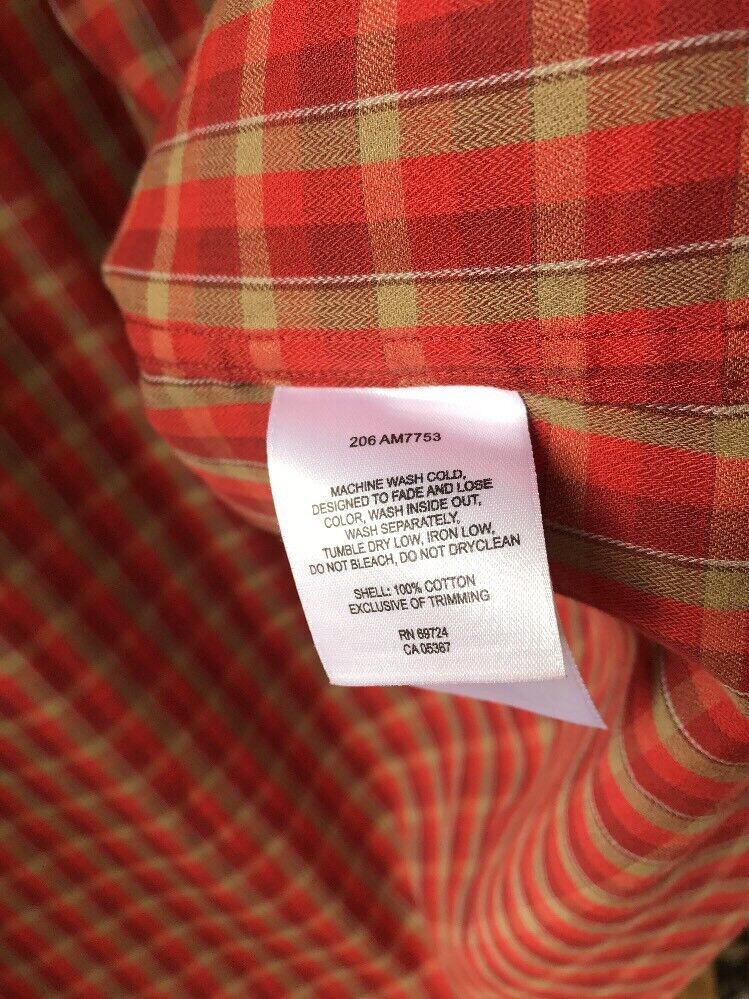 206 AM7753
MACHINE WASH COLD,
DESIGNED TO FADE AND LOSE
COLOR, WASH INSIDE OUT,
WASH SEPARATELY,
TUMBLE DRY LOW, IRON LOW,
DO NOT BLEACH, DO NOT DRYCLEAN
SHELL: 100% COTTON
EXCLUSIVE OF TRIMMING
RN 69724
CA 05367